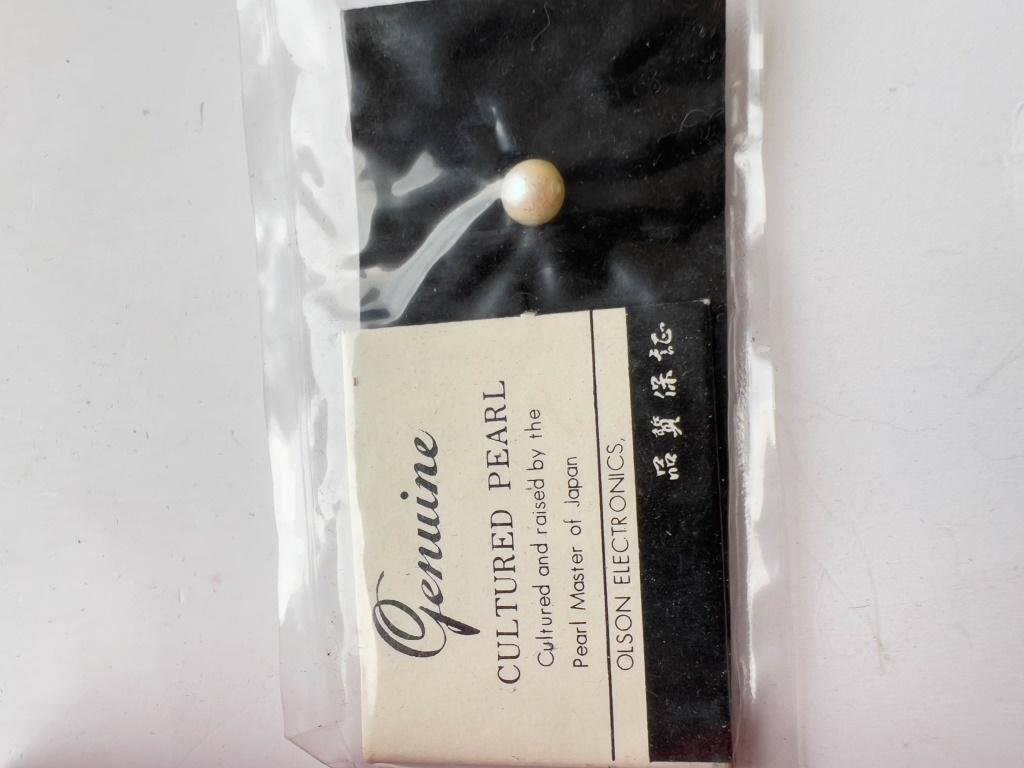 Genuine
CULTURED PEARL
Cultured and raised by the
Pearl Master of Japan
OLSON ELECTRONICS,
品質保証